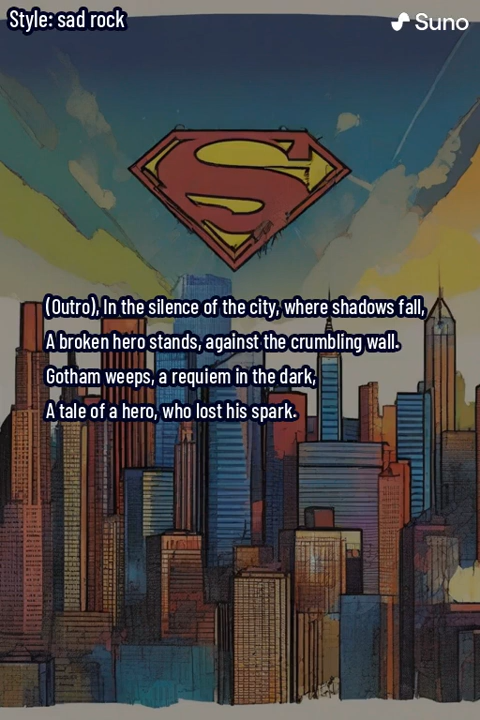 Style: sad rock
Suno
(Outro), In the silence of the city, where shadows fall,
A broken hero stands, against the crumbling wall.
Gotham weeps, a requiem in the dark,
A tale of a hero, who lost his spark.